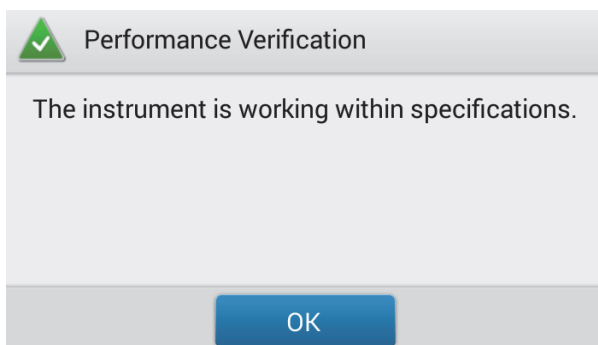 Performance Verification
The instrument is working within specifications.
OK